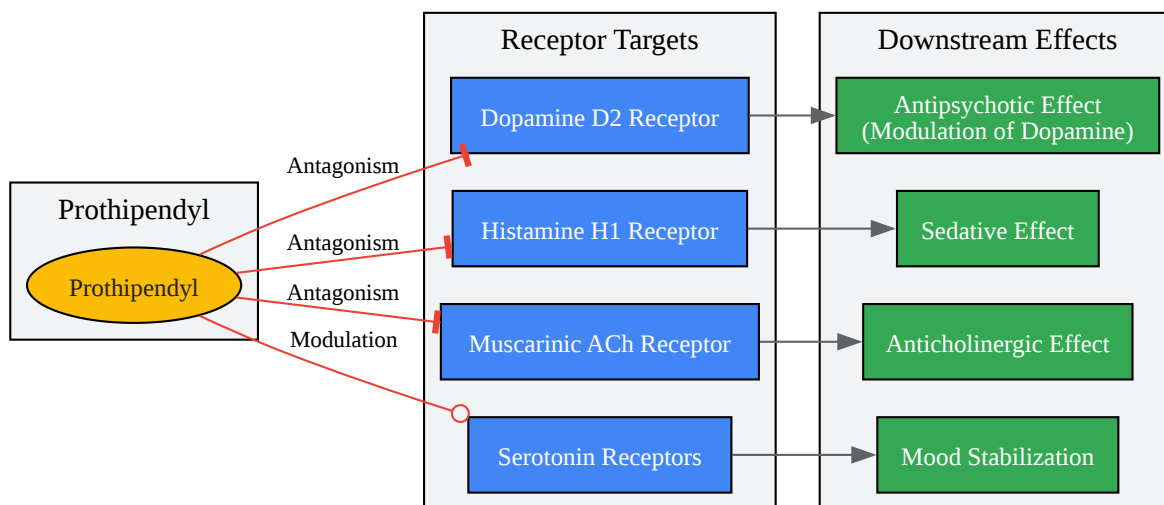 Prothipendyl
Prothipendyl
Antagonism
Antagonism
Antagonism
Modulation
Receptor Targets
Dopamine D2 Receptor
Histamine H1 Receptor
Muscarinic ACh Receptor
Serotonin Receptors
Downstream Effects
Antipsychotic Effect
(Modulation of Dopamine)
Sedative Effect
Anticholinergic Effect
Mood Stabilization